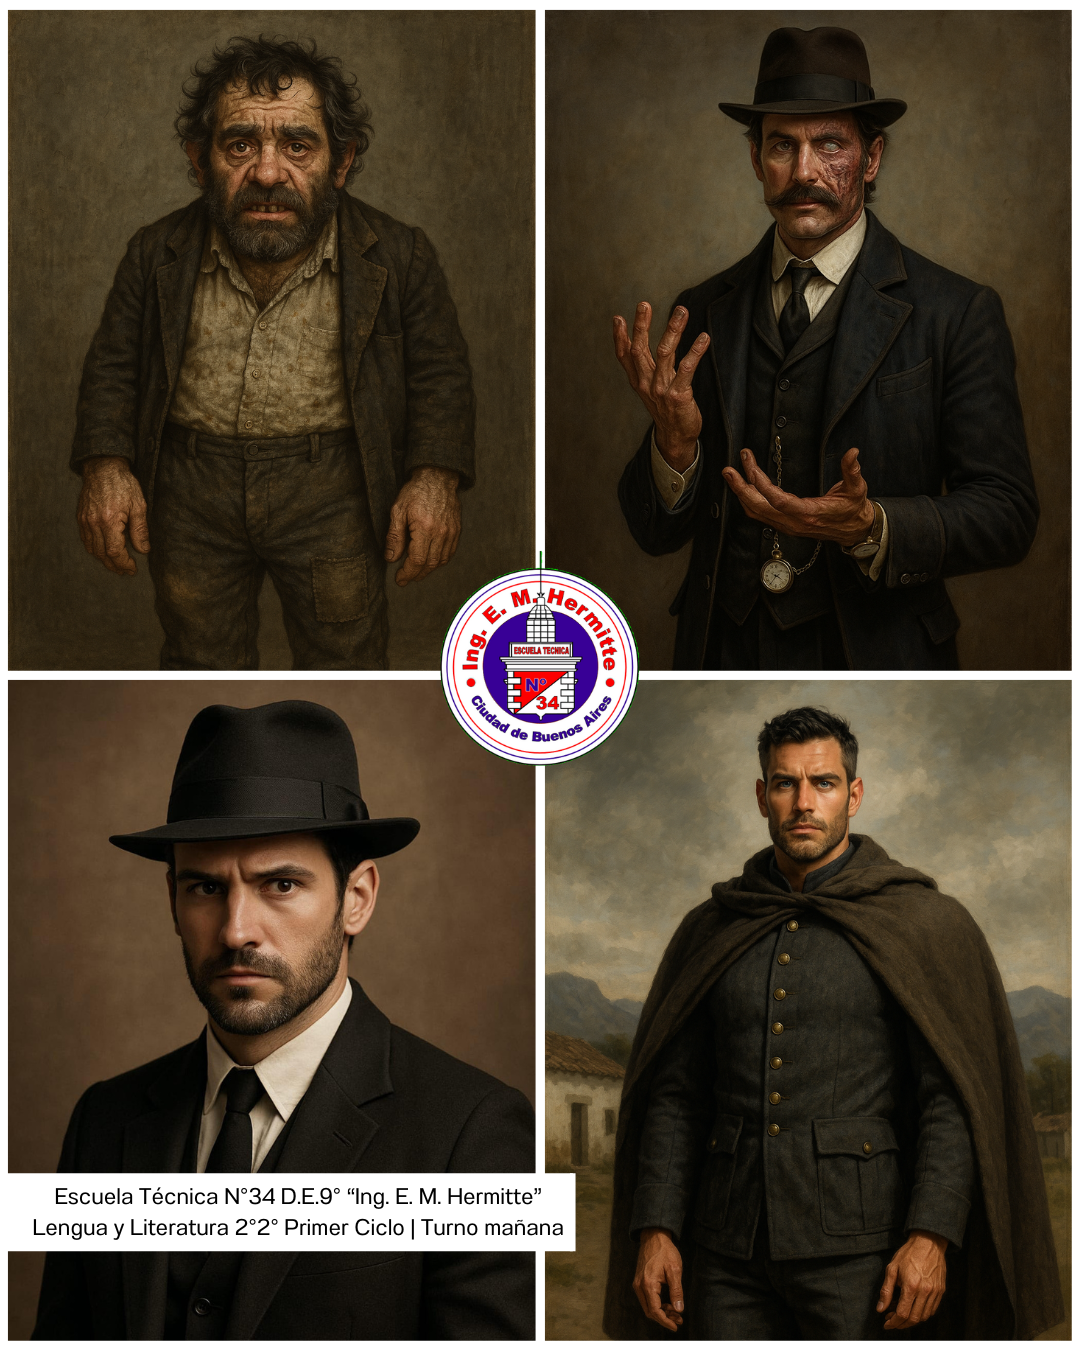 Ing. E. M. Hermitte
ESCUELA TECNICA
Nº
34
Ciudad de Buenos Aires
Escuela Técnica N°34 D.E.9° “Ing. E. M. Hermitte”
Lengua y Literatura 2°2° Primer Ciclo | Turno mañana